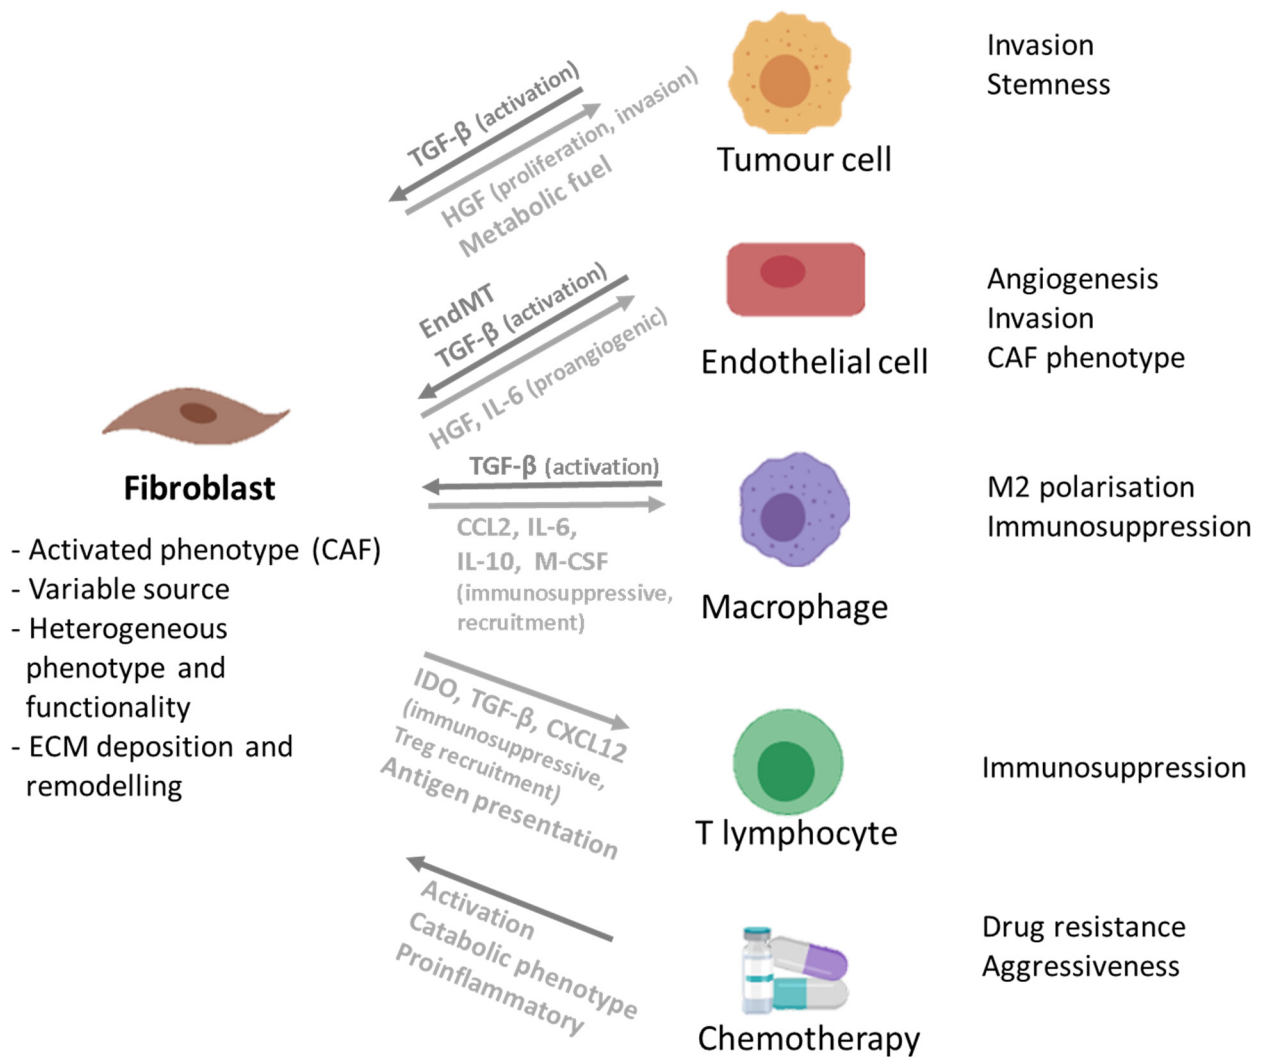 TGF-β (activation)
HGF (proliferation, invasion)
Metabolic fuel
Tumour cell
Invasion
Stemness
EndMT
TGF-β (activation)
HGF, IL-6 (proangiogenic)
Endothelial cell
Angiogenesis
Invasion
CAF phenotype
Fibroblast
- Activated phenotype (CAF)
- Variable source
- Heterogeneous
phenotype and
functionality
- ECM deposition and
remodelling
TGF-β (activation)
CCL2, IL-6,
IL-10, M-CSF
(immunosuppressive,
recruitment)
Macrophage
M2 polarisation
Immunosuppression
IDO, TGF-β, CXCL12
(immunosuppressive,
Treg recruitment)
Antigen presentation
T lymphocyte
Immunosuppression
Activation
Catabolic phenotype
Proinflammatory
Chemotherapy
Drug resistance
Aggressiveness